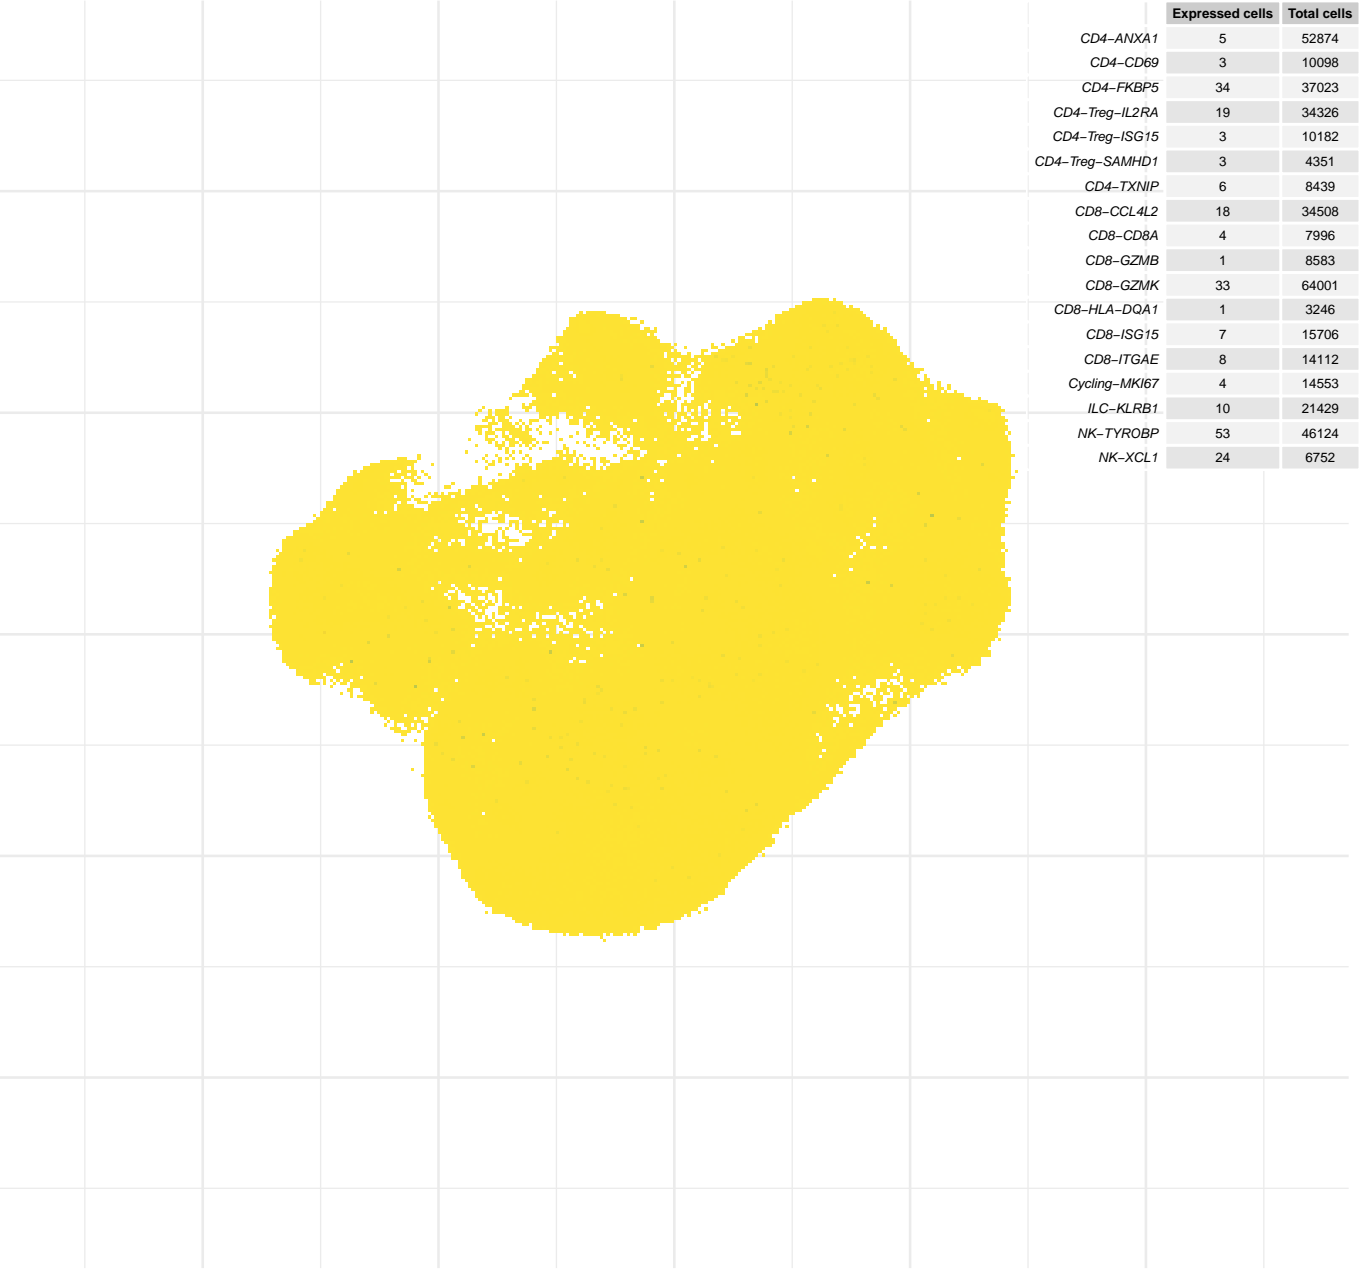 Expressed cells Total cells
CD4−ANXA1 5 52874
CD4−CD69 3 10098
CD4−FKBP5 34 37023
CD4−Treg−IL2RA 19 34326
CD4−Treg−ISG15 3 10182
CD4−Treg−SAMHD1 3 4351
CD4−TXNIP 6 8439
CD8−CCL4L2 18 34508
CD8−CD8A 4 7996
CD8−GZMB 1 8583
CD8−GZMK 33 64001
CD8−HLA−DQA1 1 3246
CD8−ISG15 7 15706
CD8−ITGAE 8 14112
Cycling−MKI67 4 14553
ILC−KLRB1 10 21429
NK−TYROBP 53 46124
NK−XCL1 24 6752